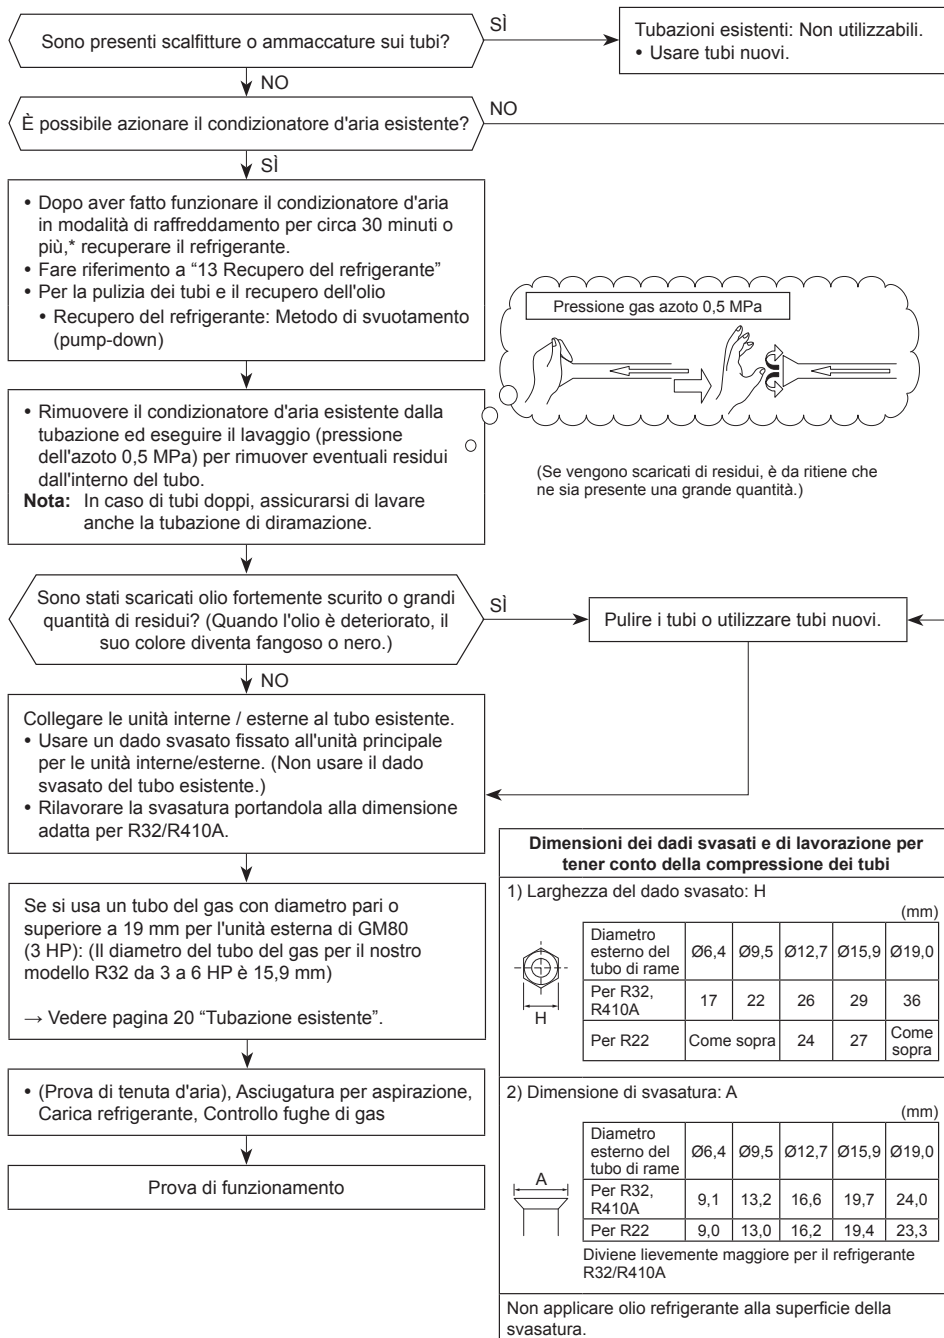 Sono presenti scalfitture o ammaccature sui tubi?
SÌ
Tubazioni esistenti: Non utilizzabili.
• Usare tubi nuovi.
NO
È possibile azionare il condizionatore d'aria esistente?
NO
SÌ
• Dopo aver fatto funzionare il condizionatore d'aria
in modalità di raffreddamento per circa 30 minuti o
più,* recuperare il refrigerante.
• Fare riferimento a “13 Recupero del refrigerante”
• Per la pulizia dei tubi e il recupero dell'olio
• Recupero del refrigerante: Metodo di svuotamento
(pump-down)
Pressione gas azoto 0,5 MPa
• Rimuovere il condizionatore d'aria esistente dalla
tubazione ed eseguire il lavaggio (pressione
dell'azoto 0,5 MPa) per rimuover eventuali residui
dall'interno del tubo.
Nota: In caso di tubi doppi, assicurarsi di lavare
anche la tubazione di diramazione.
(Se vengono scaricati di residui, è da ritiene che
ne sia presente una grande quantità.)
Sono stati scaricati olio fortemente scurito o grandi
quantità di residui? (Quando l'olio è deteriorato, il
suo colore diventa fangoso o nero.)
SÌ
Pulire i tubi o utilizzare tubi nuovi.
NO
Collegare le unità interne / esterne al tubo esistente.
• Usare un dado svasato fissato all'unità principale
per le unità interne/esterne. (Non usare il dado
svasato del tubo esistente.)
• Rilavorare la svasatura portandola alla dimensione
adatta per R32/R410A.
Se si usa un tubo del gas con diametro pari o
superiore a 19 mm per l'unità esterna di GM80
(3 HP): (Il diametro del tubo del gas per il nostro
modello R32 da 3 a 6 HP è 15,9 mm)
→ Vedere pagina 20 “Tubazione esistente”.
• (Prova di tenuta d'aria), Asciugatura per aspirazione,
Carica refrigerante, Controllo fughe di gas
Prova di funzionamento
Dimensioni dei dadi svasati e di lavorazione per
tener conto della compressione dei tubi
1) Larghezza del dado svasato: H
(mm)
H
Diametro
esterno del
tubo di rame
Ø6,4 Ø9,5 Ø12,7 Ø15,9 Ø19,0
Per R32,
R410A
17 22 26 29 36
Per R22
Come sopra 24 27 Come
sopra
2) Dimensione di svasatura: A
(mm)
A
Diametro
esterno del
tubo di rame
Ø6,4 Ø9,5 Ø12,7 Ø15,9 Ø19,0
Per R32,
R410A
9,1 13,2 16,6 19,7 24,0
Per R22 9,0 13,0 16,2 19,4 23,3
Diviene lievemente maggiore per il refrigerante
R32/R410A
Non applicare olio refrigerante alla superficie della
svasatura.